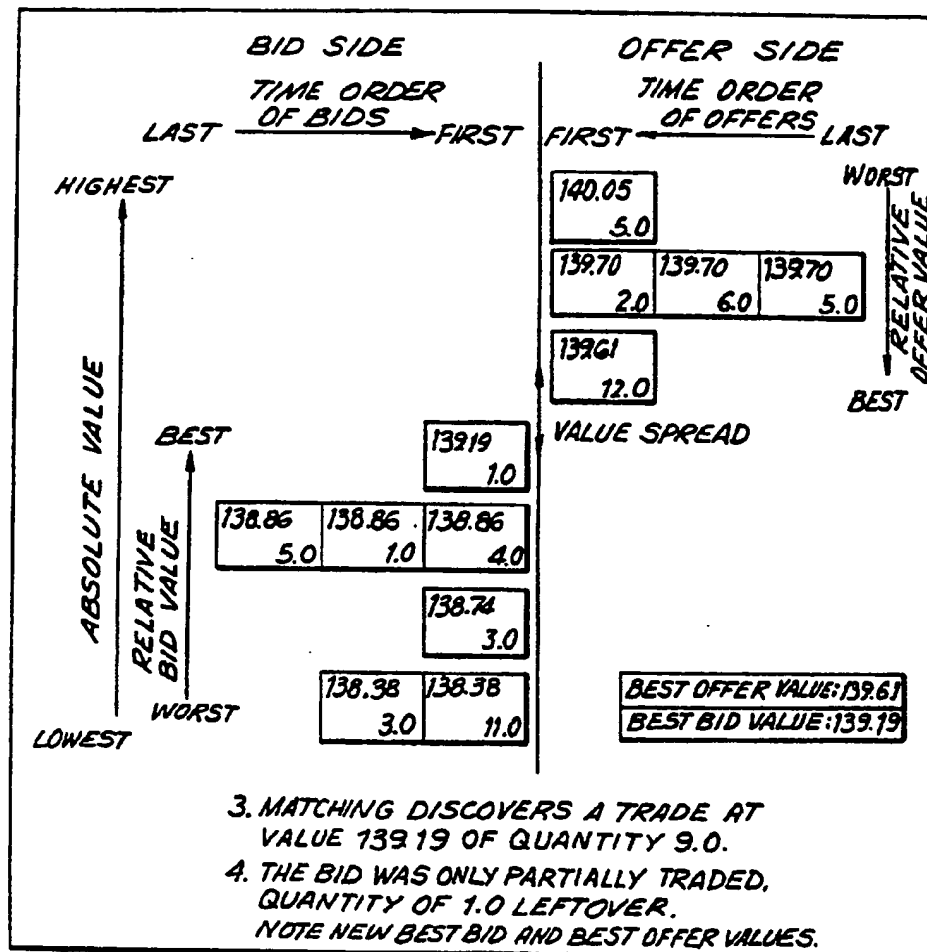 BID SIDE
TIME ORDER
OF BIDS
LAST
FIRST
OFFER SIDE
TIME ORDER
OF OFFERS
FIRST
LAST
HIGHEST
ABSOLUTE VALUE
LOWEST
BEST
RELATIVE
BID VALUE
WORST
WORST
RELATIVE
OFFER VALUE
BEST
140.05
5.0
139.70 139.70 139.70
2.0 6.0 5.0
139.61
12.0
VALUE SPREAD
139.19
1.0
138.86 138.86 138.86
5.0 1.0 4.0
138.74
3.0
138.38 138.38
3.0 11.0
BEST OFFER VALUE:139.61
BEST BID VALUE:139.19
3. MATCHING DISCOVERS A TRADE AT
VALUE 139.19 OF QUANTITY 9.0.
4. THE BID WAS ONLY PARTIALLY TRADED,
QUANTITY OF 1.0 LEFTOVER.
NOTE NEW BEST BID AND BEST OFFER VALUES.